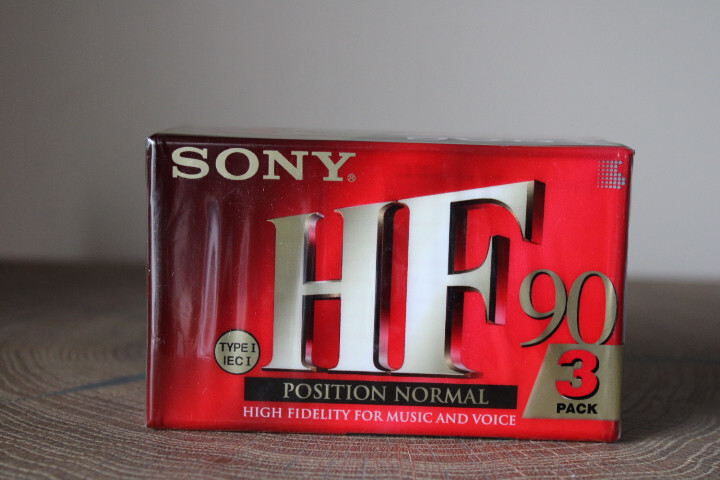 SONY®
HF
90
TYPE I
IEC I
POSITION NORMAL
HIGH FIDELITY FOR MUSIC AND VOICE
3
PACK